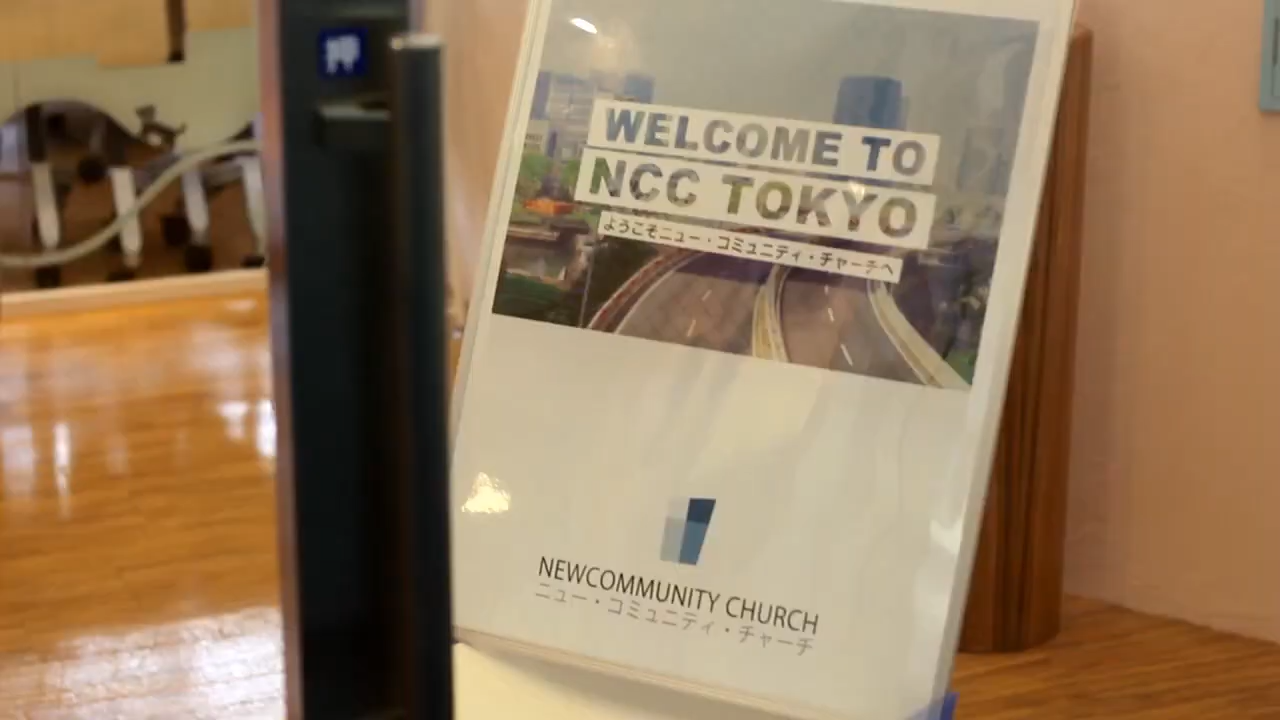 押
WELCOME TO
NCC TOKYO
ようこそニュー・コミュニティ・チャーチへ
NEWCOMMUNITY CHURCH
ニュー・コミュニティ・チャーチ